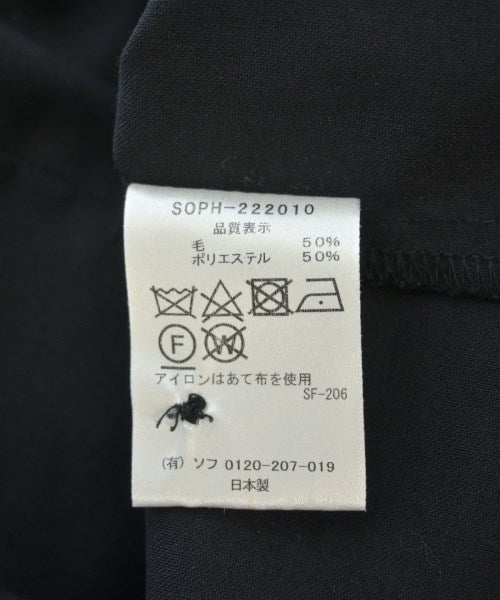 SOPH-222010
品質表示
毛 50%
ポリエステル 50%
F W
アイロンはあて布を使用
SF-206
(有) ソフ 0120-207-019
日本製